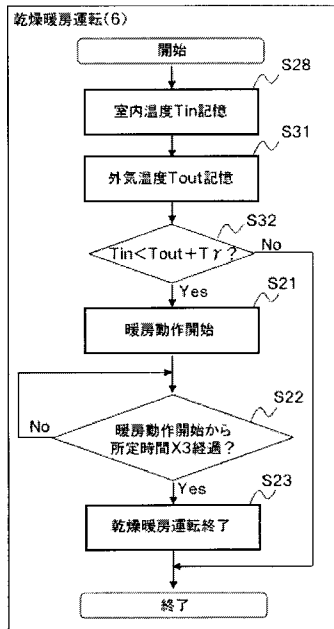 乾燥暖房運転(6)
開始
S28
室内温度Tin記憶
S31
外気温度Tout記憶
S32
Tin<Tout+Tγ?
No
Yes
S21
暖房動作開始
S22
暖房動作開始から
所定時間X3経過?
No
Yes
S23
乾燥暖房運転終了
終了